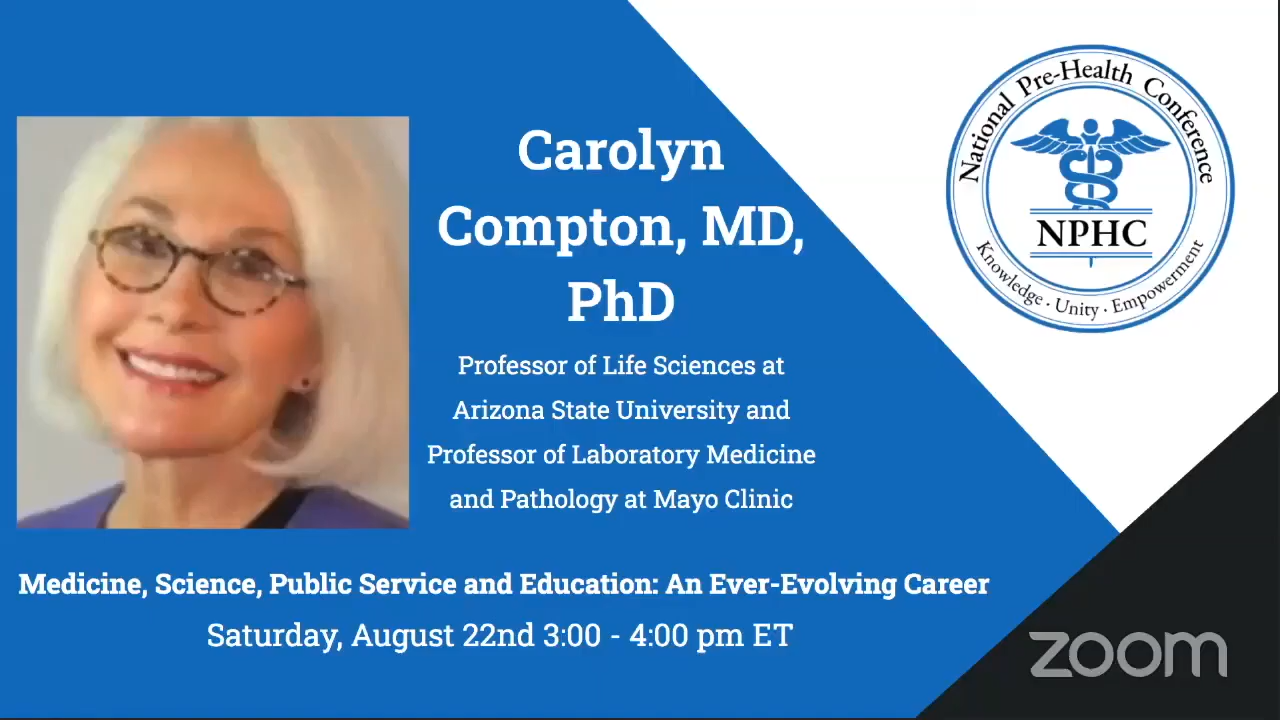 Carolyn
Compton, MD,
PhD
Professor of Life Sciences at
Arizona State University and
Professor of Laboratory Medicine
and Pathology at Mayo Clinic
Medicine, Science, Public Service and Education: An Ever-Evolving Career
Saturday, August 22nd 3:00 - 4:00 pm ET
National Pre-Health Conference
NPHC
Knowledge · Unity · Empowerment
zoom